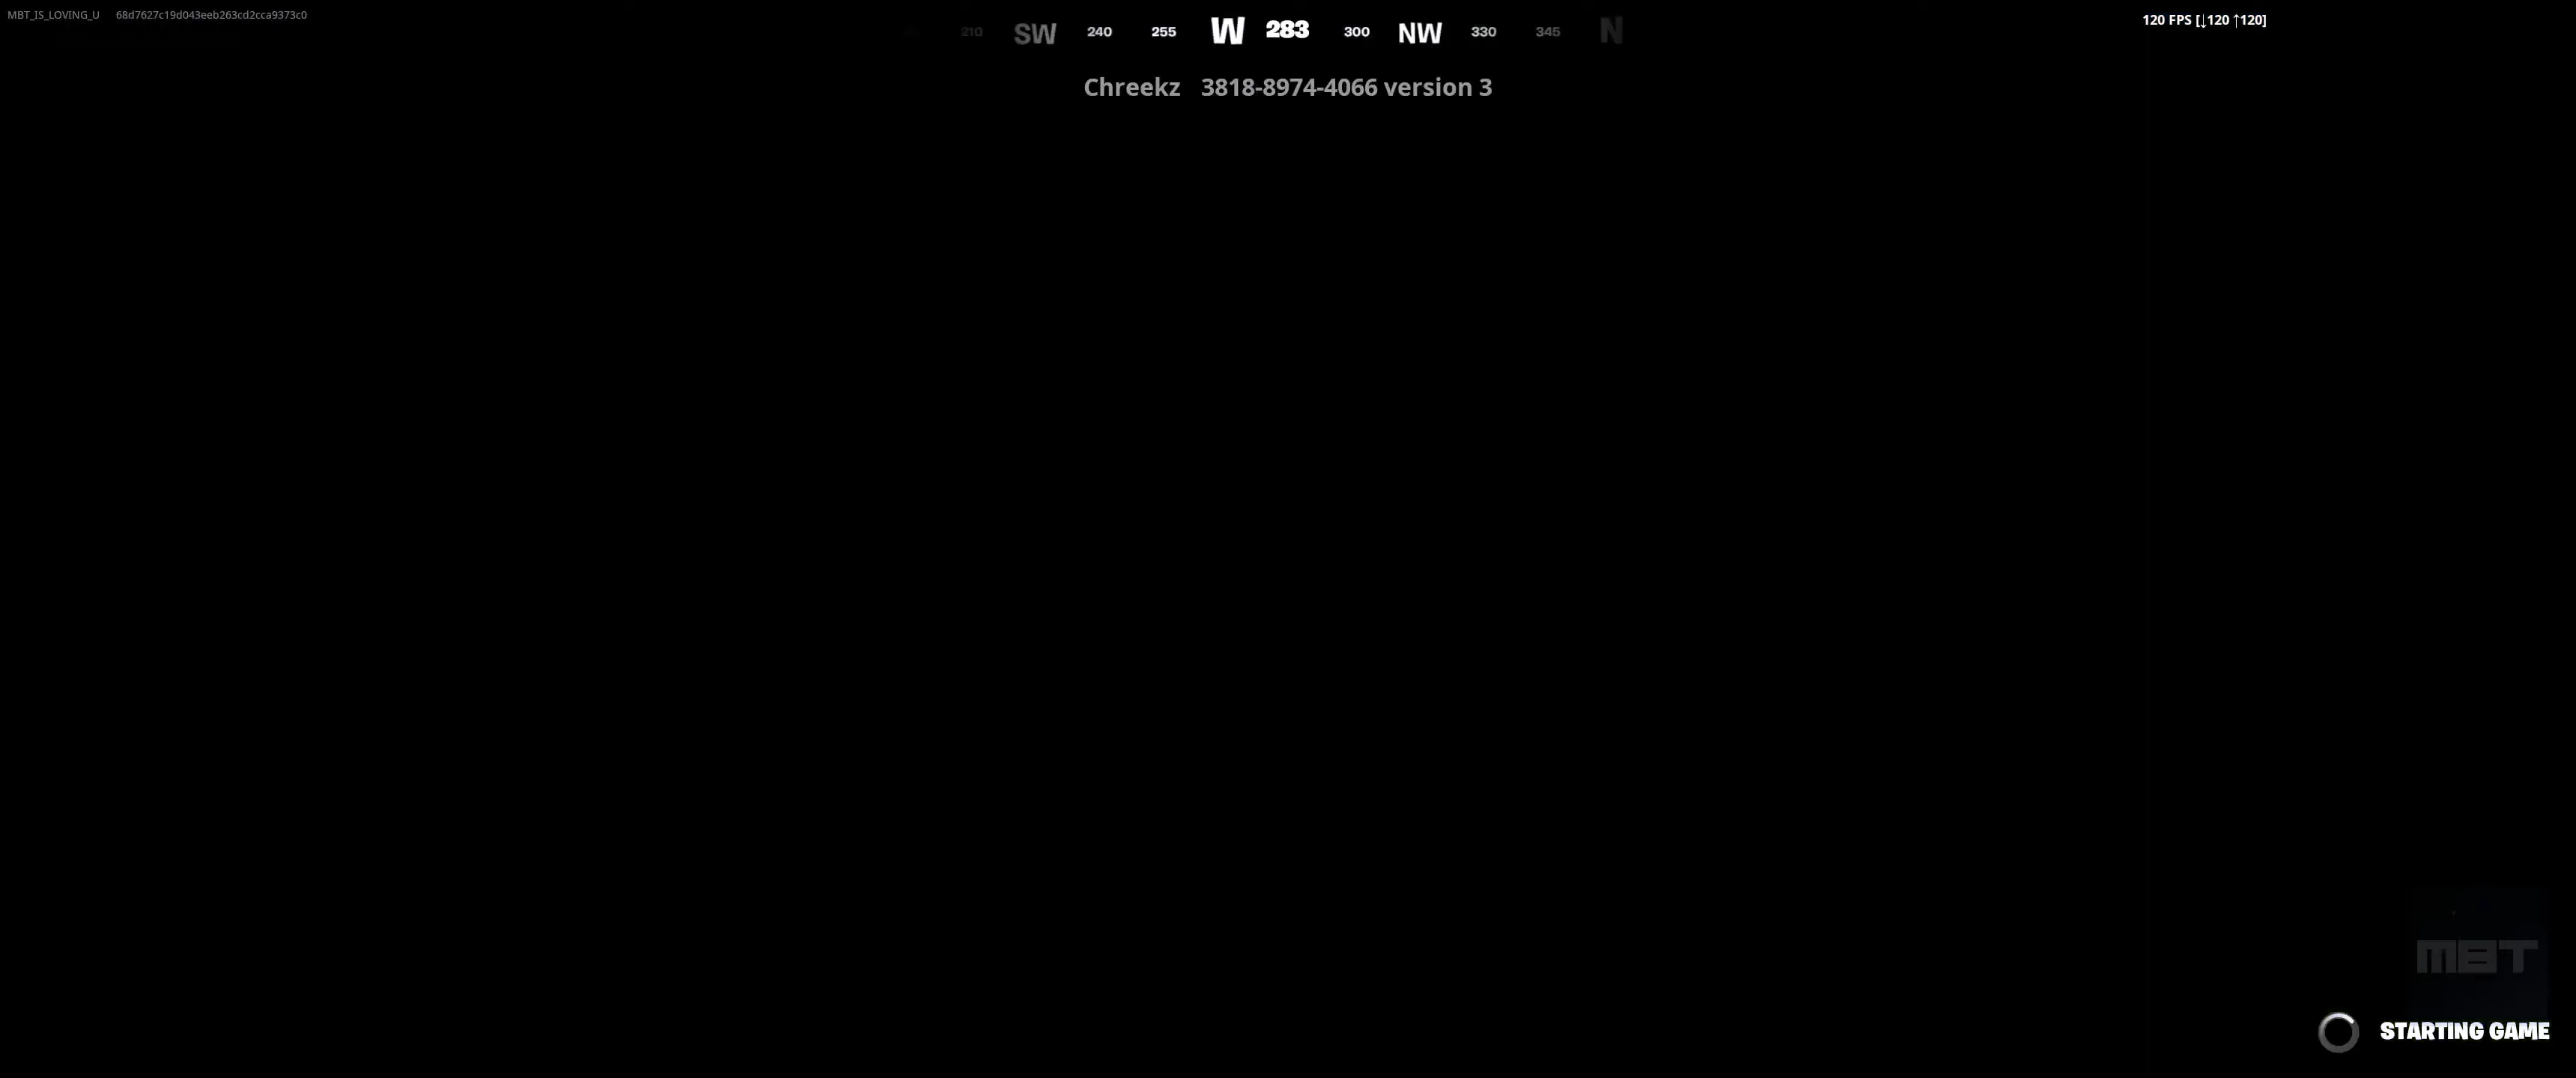 MBT_IS_LOVING_U 68d7627c19d043eeb263cd2cca9373c0
210 SW 240 255 W 283 300 NW 330 345 N
120 FPS [↓120 ↑120]
Chreekz 3818-8974-4066 version 3
MBT
STARTING GAME